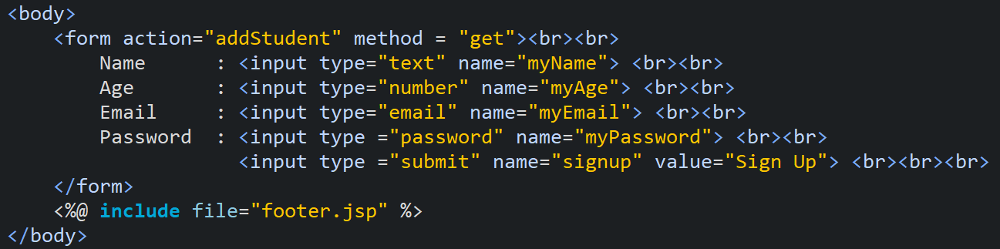 <body>
    <form action="addStudent" method = "get"><br><br>
        Name      : <input type="text" name="myName"> <br><br>
        Age       : <input type="number" name="myAge"> <br><br>
        Email     : <input type="email" name="myEmail"> <br><br>
        Password  : <input type ="password" name="myPassword"> <br><br>
                    <input type ="submit" name="signup" value="Sign Up"> <br><br><br>
    </form>
    <%@ include file="footer.jsp" %>
</body>